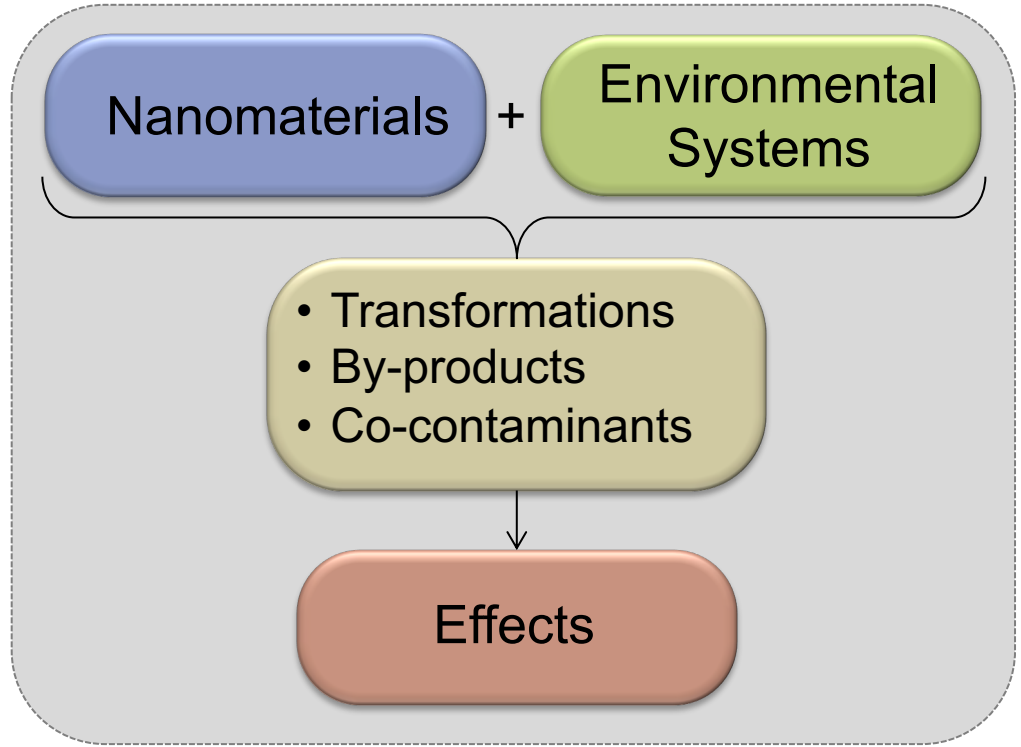 Nanomaterials + Environmental
Systems
• Transformations
• By-products
• Co-contaminants
Effects